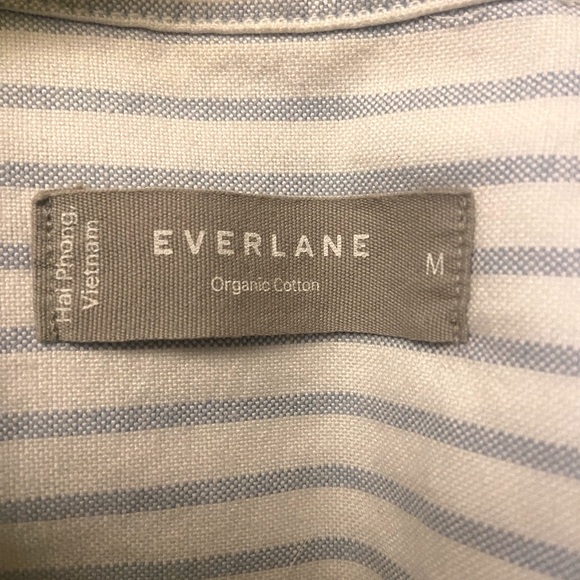 Hai Phong,
Vietnam
EVERLANE
Organic Cotton
M